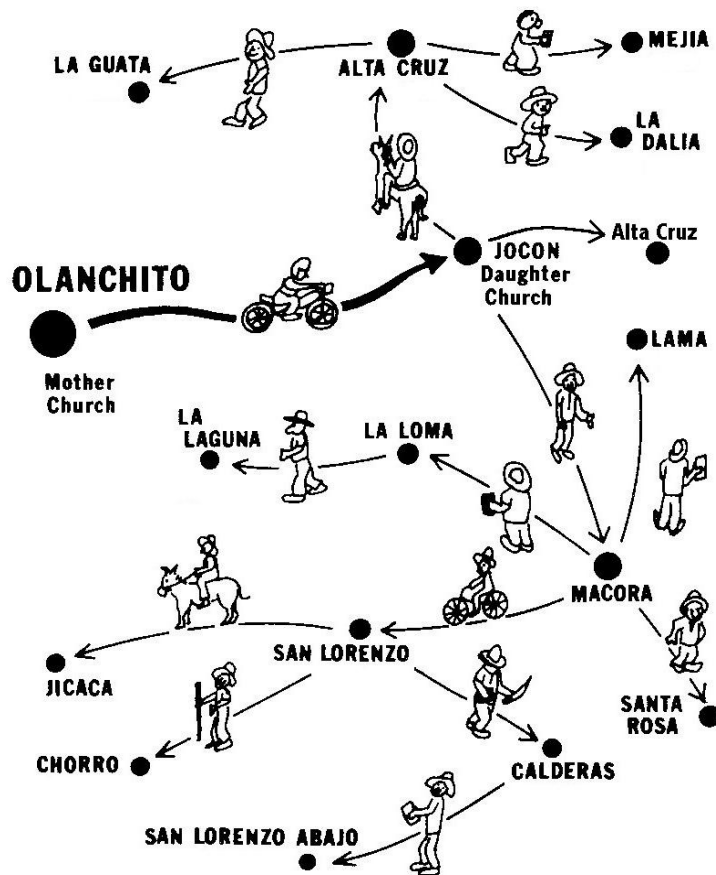 LA GUATA
ALTA CRUZ
MEJIA
LA
DALIA
JOCON
Daughter
Church
Alta Cruz
OLANCHITO
Mother
Church
LAMA
LA
LAGUNA
LA LOMA
MACORA
SAN LORENZO
JICACA
SANTA
ROSA
CHORRO
CALDERAS
SAN LORENZO ABAJO